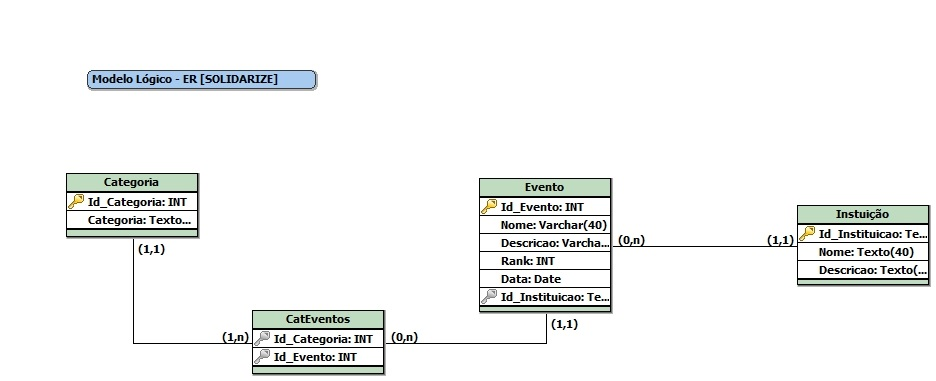 Modelo Lógico - ER [SOLIDARIZE]
Categoria
Id_Categoria: INT
Categoria: Texto...
(1,1)
Evento
Id_Evento: INT
Nome: Varchar(40)
Descricao: Varcha...
Rank: INT
Data: Date
Id_Instituicao: Te...
(0,n)
(1,1)
Instuição
Id_Instituicao: Te...
Nome: Texto(40)
Descricao: Texto(...
CatEventos
Id_Categoria: INT
Id_Evento: INT
(1,n)
(0,n)
(1,1)